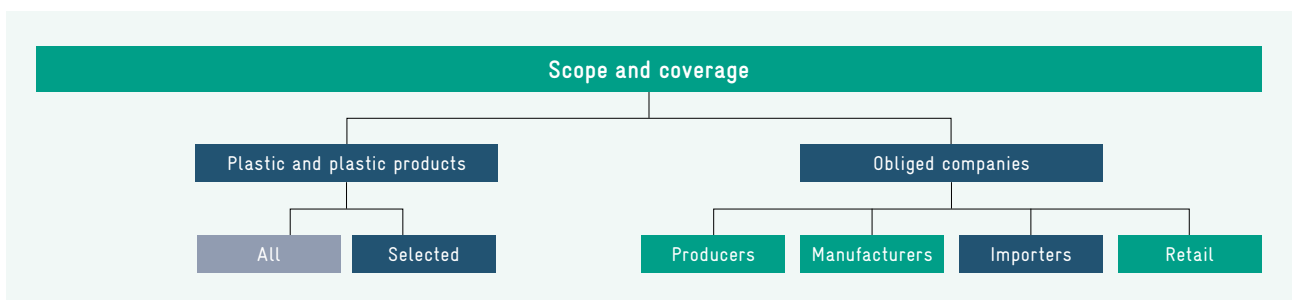 Scope and coverage
Plastic and plastic products
Obliged companies
All
Selected
Producers
Manufacturers
Importers
Retail